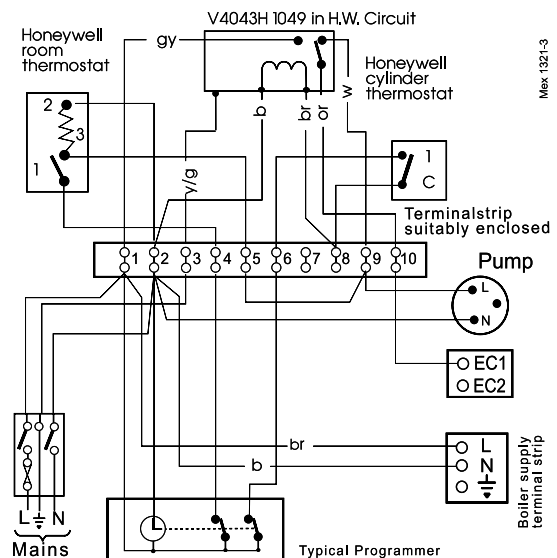 V4043H 1049 in H.W. Circuit
Honeywell
room
thermostat
gy
Honeywell
cylinder
thermostat
Mex 1321-3
2
3
1
b
br
or
w
y/g
1
C
Terminalstrip
suitably enclosed
1 2 3 4 5 6 7 8 9 10
Pump
L
N
EC1
EC2
br
b
L
N
Boiler supply
terminal strip
L N
Mains
L
Typical Programmer